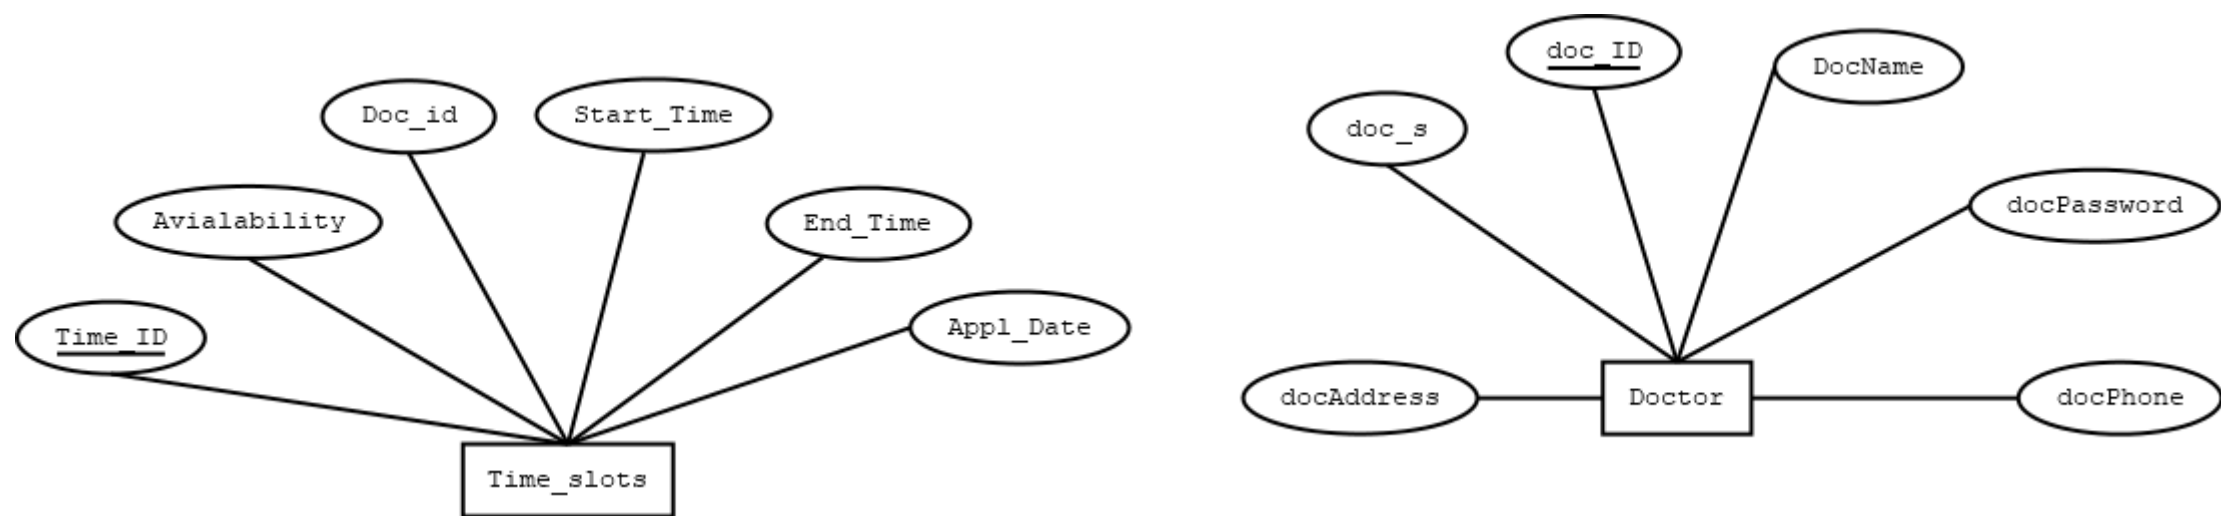 Doc_id
Start_Time
Avialability
End_Time
Time_ID
Appl_Date
Time_slots
doc_ID
DocName
doc_s
docPassword
docAddress
Doctor
docPhone